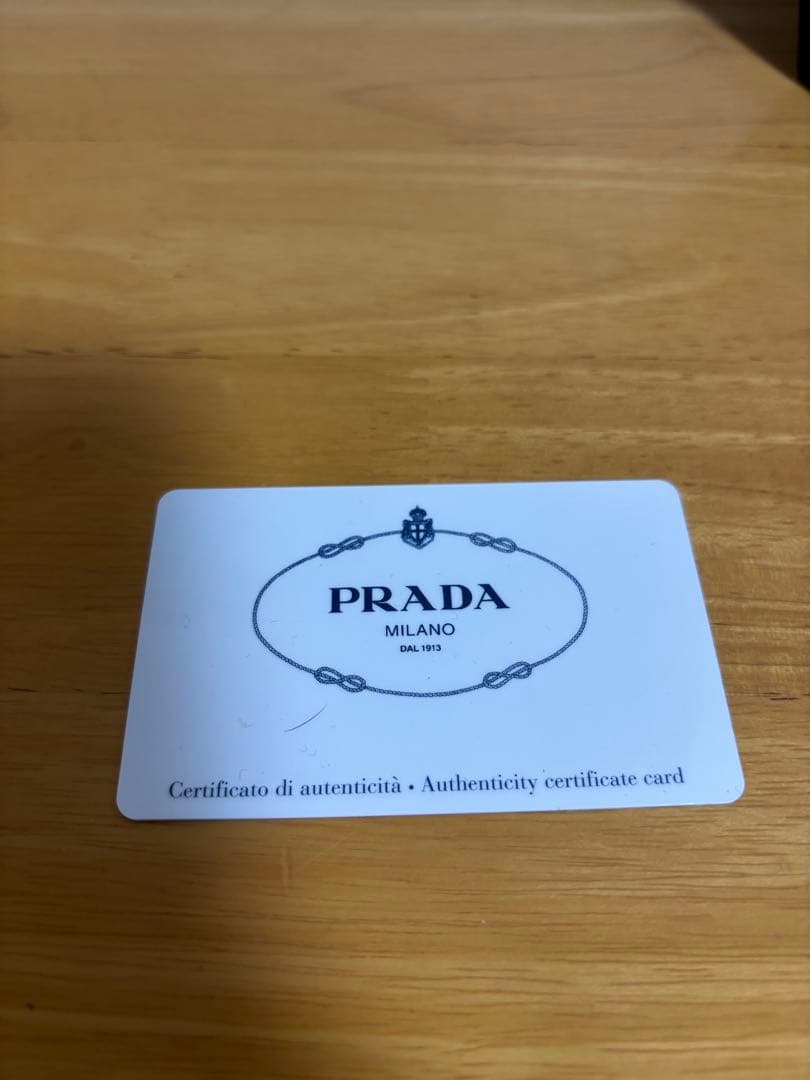 PRADA
MILANO
DAL 1913
Certificato di autenticità • Authenticity certificate card